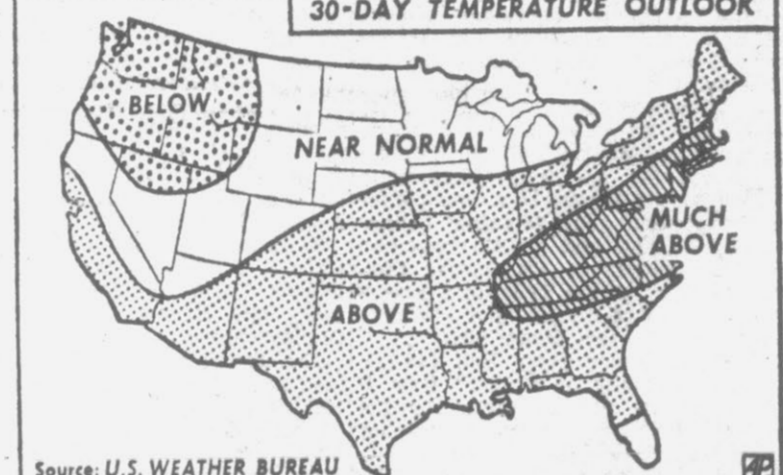 30-DAY TEMPERATURE OUTLOOK
BELOW
NEAR NORMAL
MUCH
ABOVE
ABOVE
Source: U.S. WEATHER BUREAU
AP